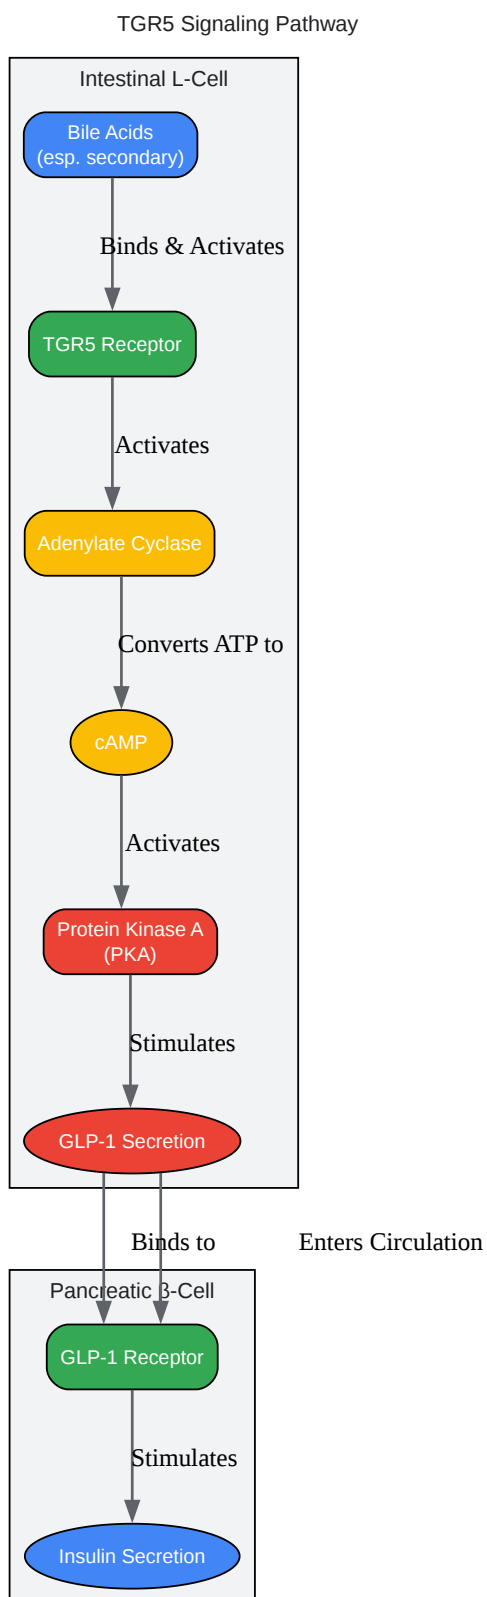 TGR5 Signaling Pathway
Intestinal L-Cell
Bile Acids
(esp. secondary)
Binds & Activates
TGR5 Receptor
Activates
Adenylate Cyclase
Converts ATP to
cAMP
Activates
Protein Kinase A
(PKA)
Stimulates
GLP-1 Secretion
Binds to
Enters Circulation
Pancreatic β-Cell
GLP-1 Receptor
Stimulates
Insulin Secretion